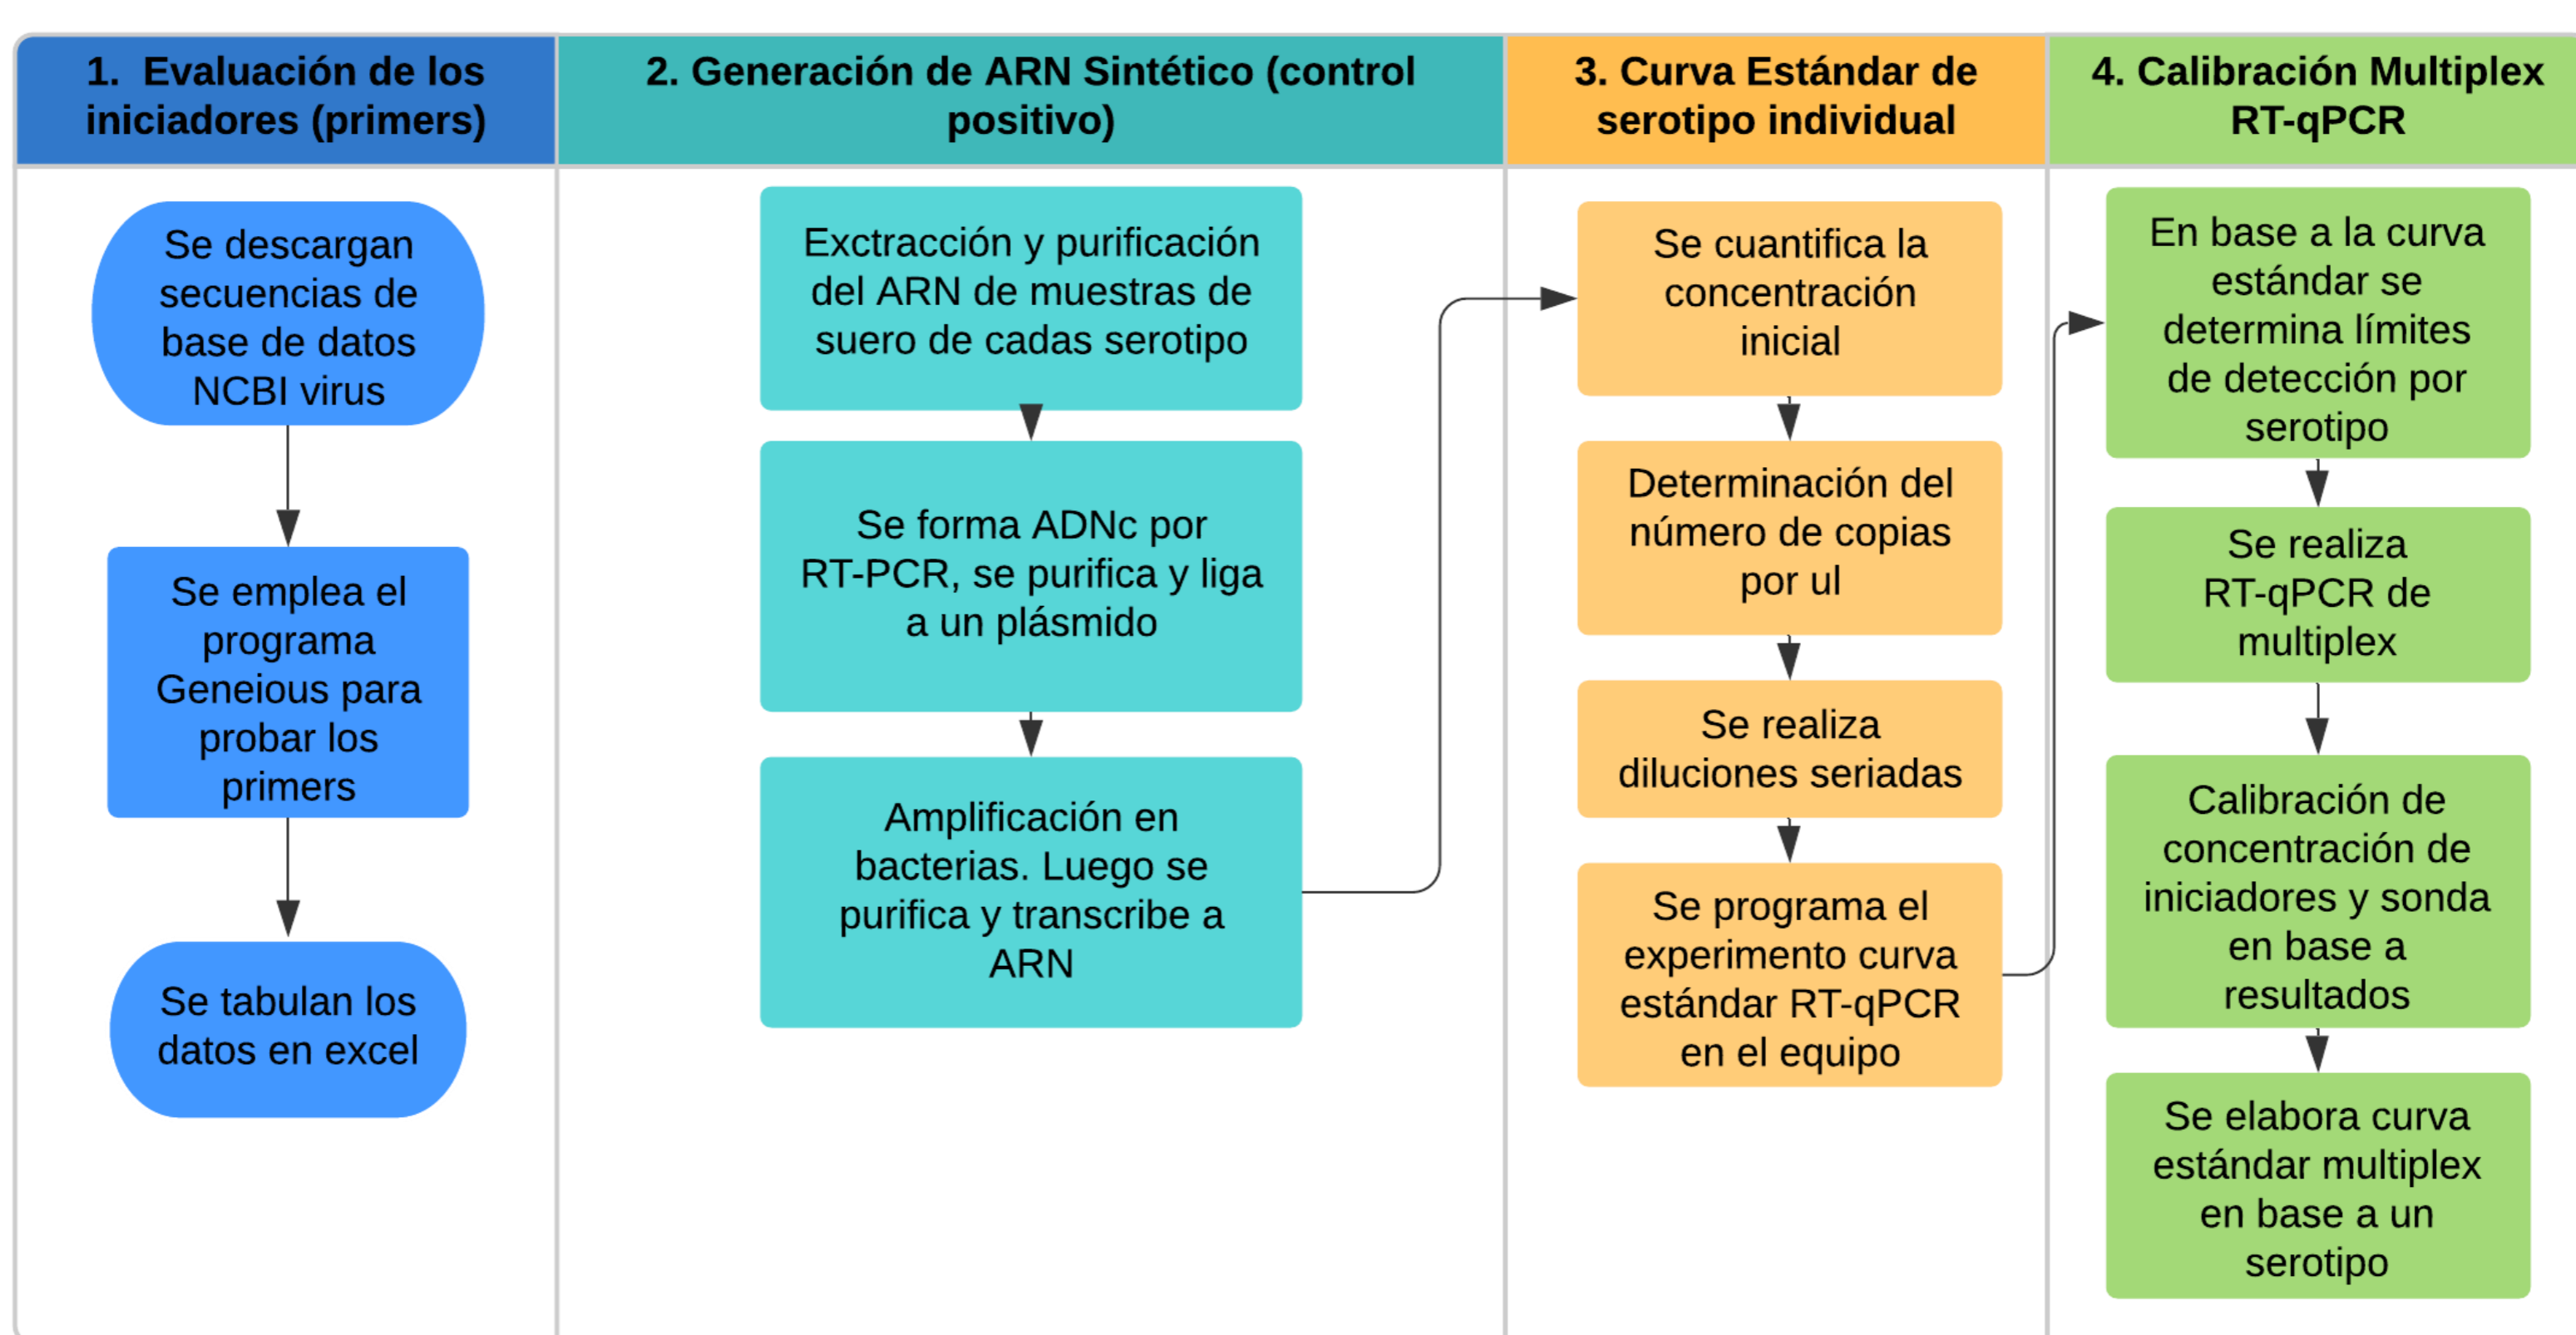 1.  Evaluación de los
iniciadores (primers)
Se descargan
secuencias de
base de datos
NCBI virus
Se emplea el
programa
Geneious para
probar los
primers
Se tabulan los
datos en excel
2. Generación de ARN Sintético (control
positivo)
Exctracción y purificación
del ARN de muestras de
suero de cadas serotipo
Se forma ADNc por
RT-PCR, se purifica y liga
a un plásmido
Amplificación en
bacterias. Luego se
purifica y transcribe a
ARN
3. Curva Estándar de
serotipo individual
Se cuantifica la
concentración
inicial
Determinación del
número de copias
por ul
Se realiza
diluciones seriadas
Se programa el
experimento curva
estándar RT-qPCR
en el equipo
4. Calibración Multiplex
RT-qPCR
En base a la curva
estándar se
determina límites
de detección por
serotipo
Se realiza
RT-qPCR de
multiplex
Calibración de
concentración de
iniciadores y sonda
en base a
resultados
Se elabora curva
estándar multiplex
en base a un
serotipo